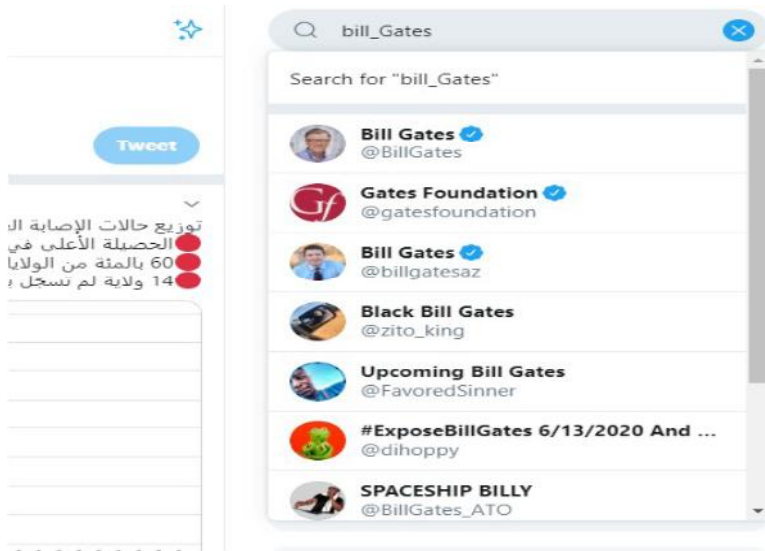 bill_Gates
Search for "bill_Gates"
Bill Gates
@BillGates
Gates Foundation
@gatesfoundation
Bill Gates
@billgatesaz
Black Bill Gates
@zito_king
Upcoming Bill Gates
@FavoredSinner
#ExposeBillGates 6/13/2020 And ...
@dihoppy
SPACESHIP BILLY
@BillGates_ATO
Tweet
توزيع حالات الإصابة
الحصيلة الأعلى في
60 بالمئة من
14 ولاية لم تسجل